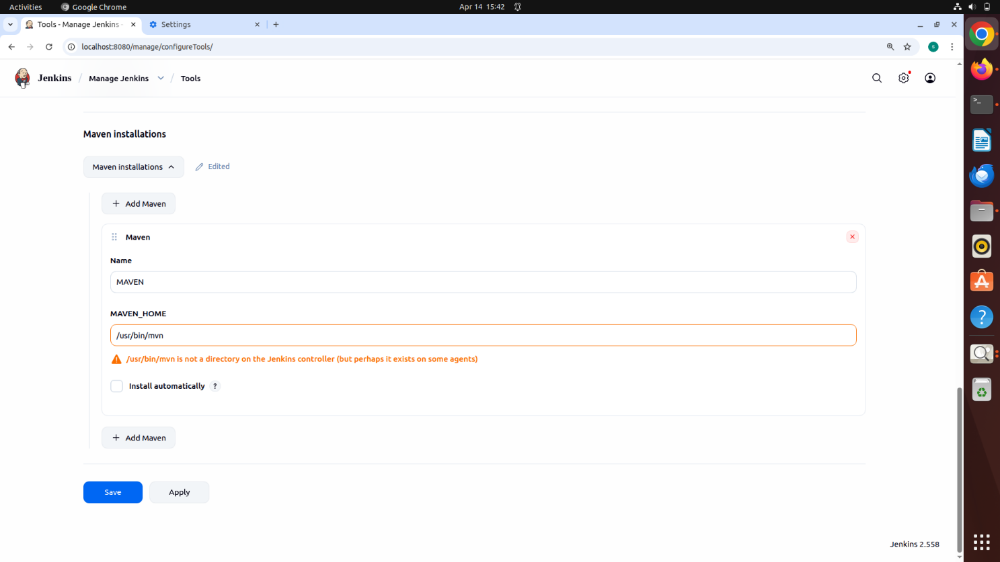 Activities
Google Chrome
Apr 14 15:42
Tools - Manage Jenkins -
Settings
localhost:8080/manage/configureTools/
S
Jenkins / Manage Jenkins / Tools
Maven installations
Maven installations
Edited
+ Add Maven
Maven
Name
MAVEN
MAVEN_HOME
/usr/bin/mvn
/usr/bin/mvn is not a directory on the Jenkins controller (but perhaps it exists on some agents)
Install automatically ?
+ Add Maven
Save
Apply
Jenkins 2.558